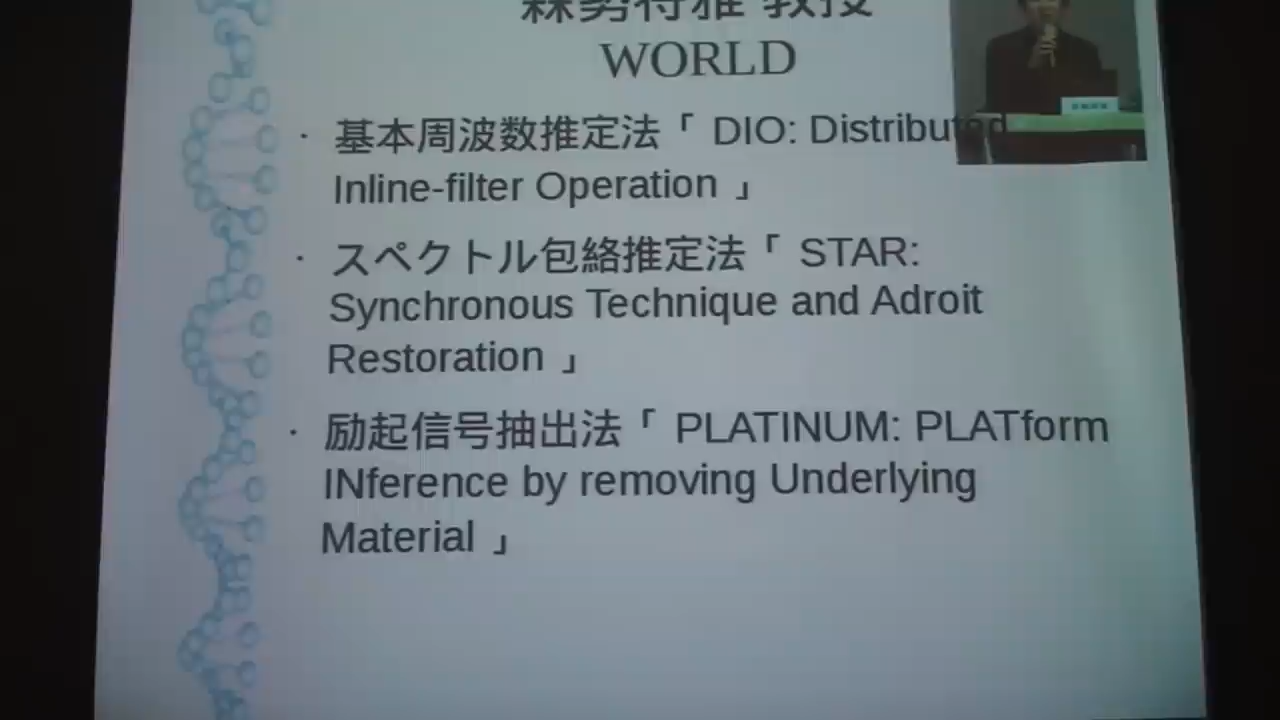 森勢将雅 教授
WORLD
· 基本周波数推定法「 DIO: Distributed
Inline-filter Operation 」
· スペクトル包絡推定法「 STAR:
Synchronous Technique and Adroit
Restoration 」
· 励起信号抽出法「 PLATINUM: PLATform
INference by removing Underlying
Material 」